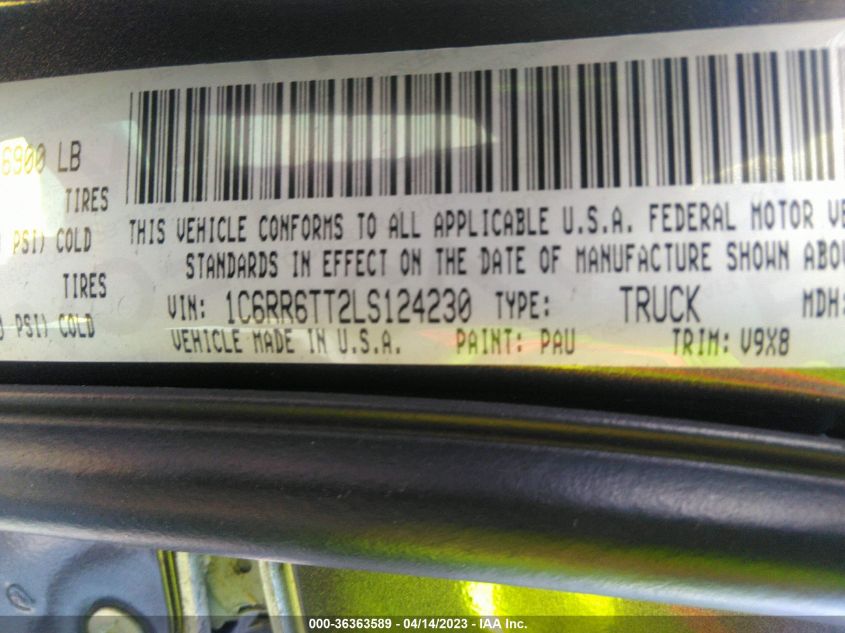 6900 LB
TIRES
PSI) COLD
TIRES
PSI) COLD
THIS VEHICLE CONFORMS TO ALL APPLICABLE U.S.A. FEDERAL MOTOR VE
STANDARDS IN EFFECT ON THE DATE OF MANUFACTURE SHOWN ABOV
VIN: 1C6RR6TT2LS124230 TYPE: TRUCK MDH:
VEHICLE MADE IN U.S.A. PAINT: PAU TRIM: V9X8
000-36363589 - 04/14/2023 - IAA Inc.